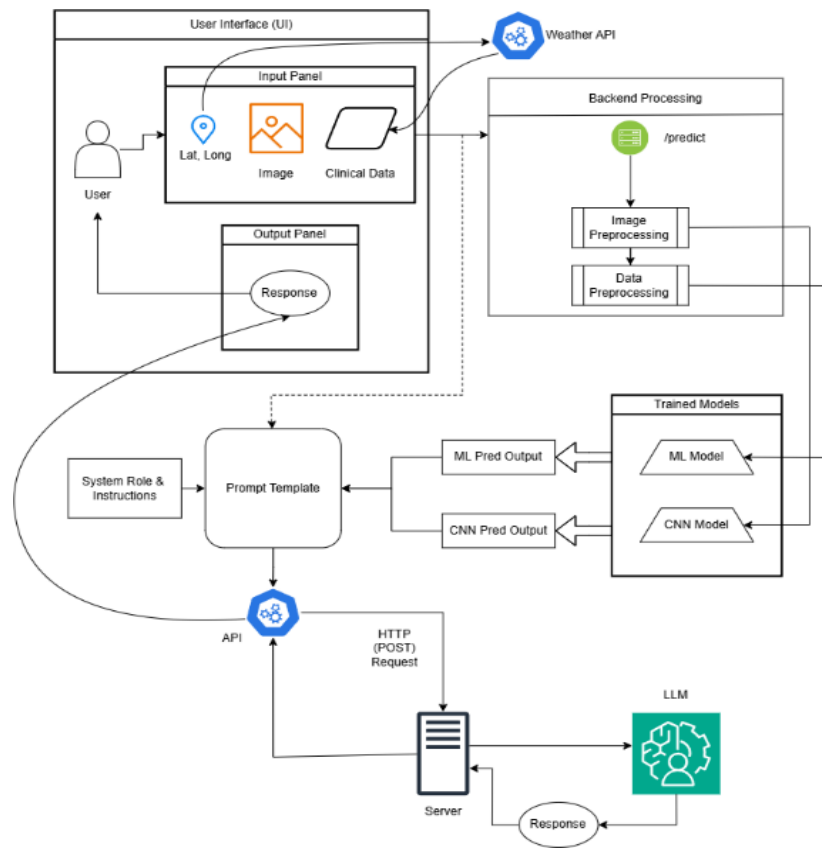 User Interface (UI)
Weather API
Input Panel
Lat, Long
Image
Clinical Data
User
Output Panel
Response
Backend Processing
/predict
Image
Preprocessing
Data
Preprocessing
Trained Models
ML Model
CNN Model
ML Pred Output
CNN Pred Output
System Role &
Instructions
Prompt Template
API
HTTP
(POST)
Request
LLM
Server
Response